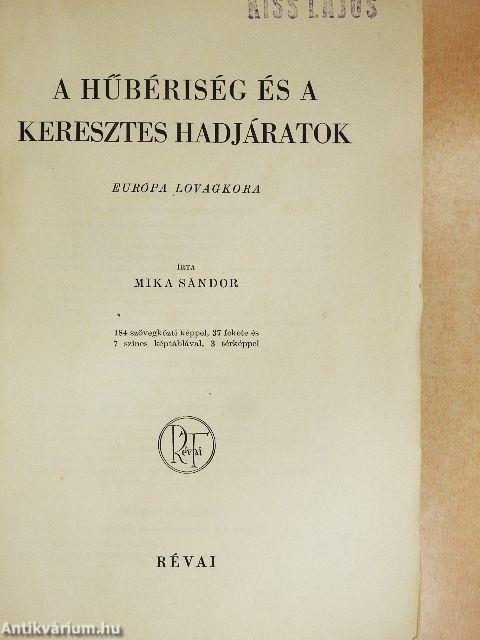 KISS LAJOS
A HŰBÉRISÉG ÉS A
KERESZTES HADJÁRATOK
EURÓPA LOVAGKORA
ÍRTA
MIKA SÁNDOR
184 szövegközti képpel, 37 fekete és
7 színes képtáblával, 3 térképpel
Révai
RÉVAI
Antikvárium.hu